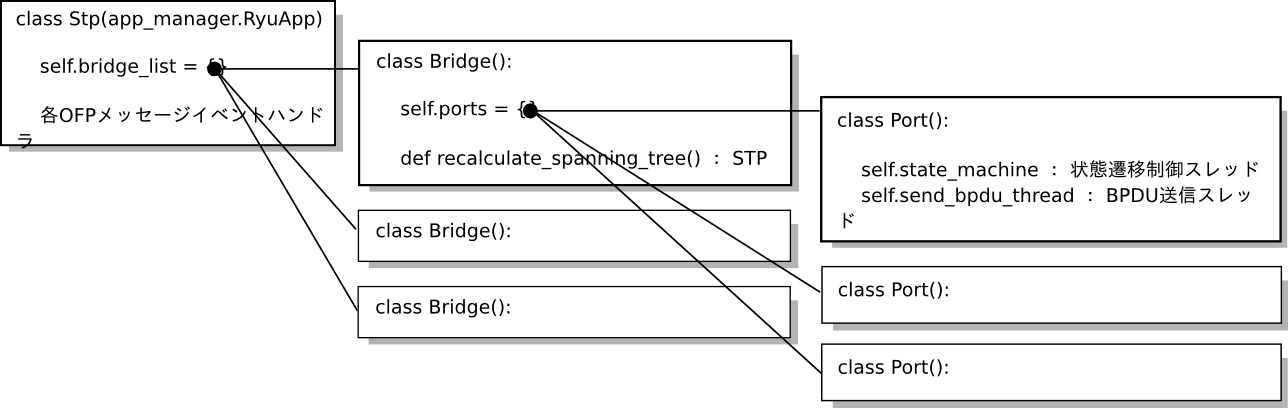 class Stp(app_manager.RyuApp)
self.bridge_list = {}
各OFPメッセージイベントハンド
ラ
class Bridge():
self.ports = {}
def recalculate_spanning_tree() : STP
class Bridge():
class Bridge():
class Port():
self.state_machine : 状態遷移制御スレッド
self.send_bpdu_thread : BPDU送信スレッ
ド
class Port():
class Port():